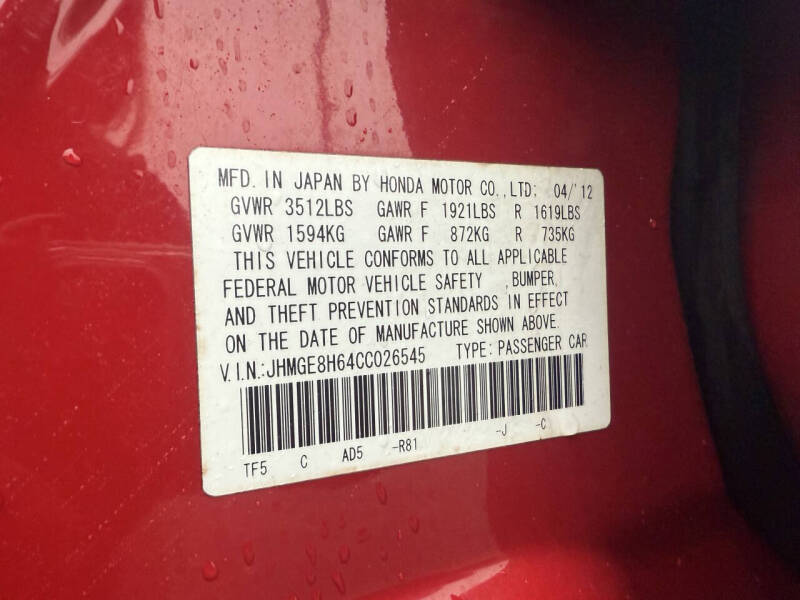 MFD. IN JAPAN BY HONDA MOTOR CO.,LTD; 04/'12
GVWR 3512LBS GAWR F 1921LBS R 1619LBS
GVWR 1594KG GAWR F 872KG R 735KG
THIS VEHICLE CONFORMS TO ALL APPLICABLE
FEDERAL MOTOR VEHICLE SAFETY ,BUMPER,
AND THEFT PREVENTION STANDARDS IN EFFECT
ON THE DATE OF MANUFACTURE SHOWN ABOVE.
V.I.N.:JHMGE8H64CC026545 TYPE: PASSENGER CAR
TF5 C AD5 -R81 -J -C